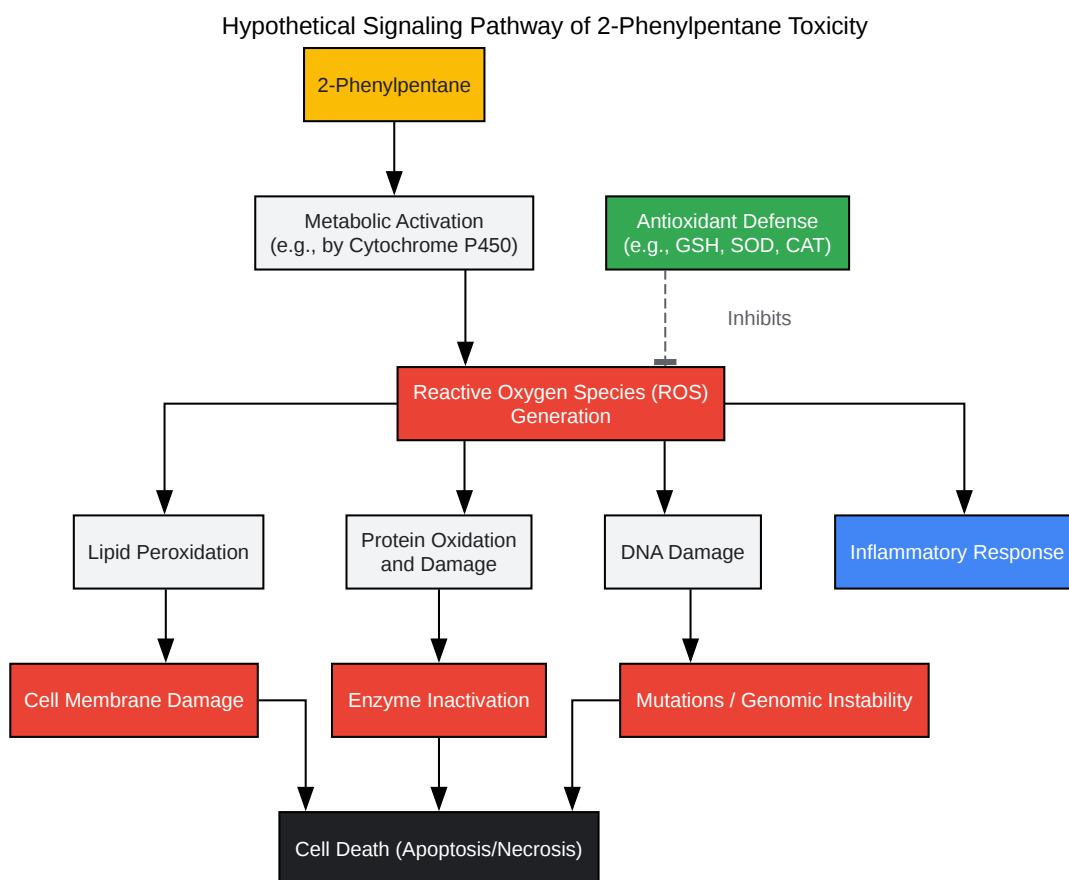 Hypothetical Signaling Pathway of 2-Phenylpentane Toxicity
2-Phenylpentane
Metabolic Activation
(e.g., by Cytochrome P450)
Antioxidant Defense
(e.g., GSH, SOD, CAT)
Inhibits
Reactive Oxygen Species (ROS)
Generation
Lipid Peroxidation
Protein Oxidation
and Damage
DNA Damage
Inflammatory Response
Cell Membrane Damage
Enzyme Inactivation
Mutations / Genomic Instability
Cell Death (Apoptosis/Necrosis)